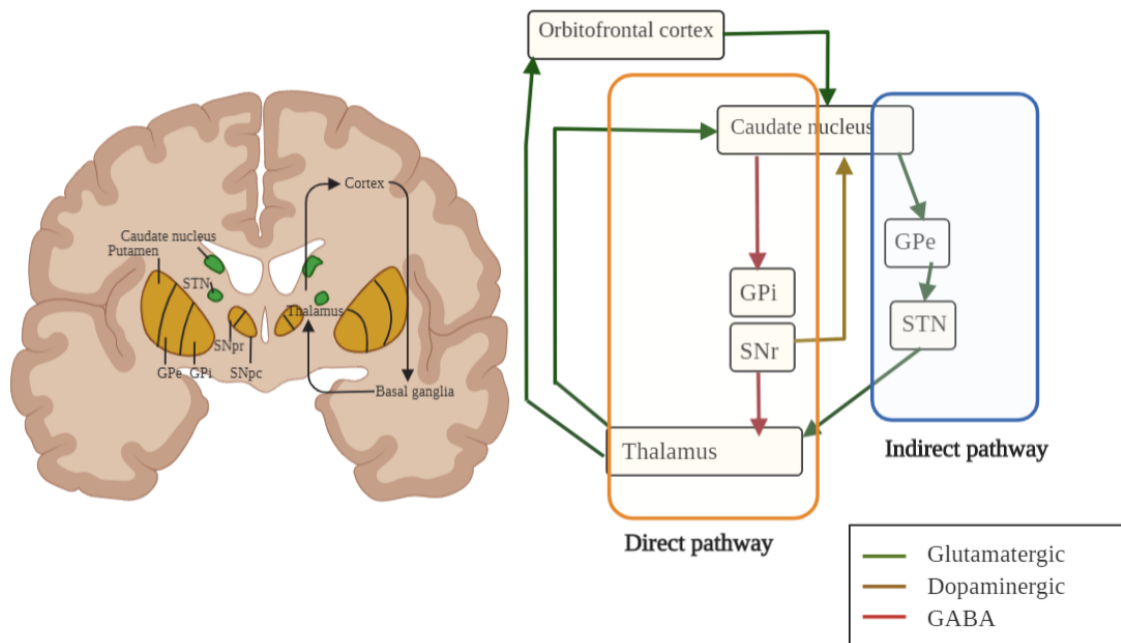 Cortex
Caudate nucleus
Putamen
STN
Thalamus
SNpr
GPe
GPi
SNpc
Basal ganglia
Orbitofrontal cortex
Caudate nucleus
GPe
GPi
STN
SNr
Thalamus
Indirect pathway
Direct pathway
Glutamatergic
Dopaminergic
GABA